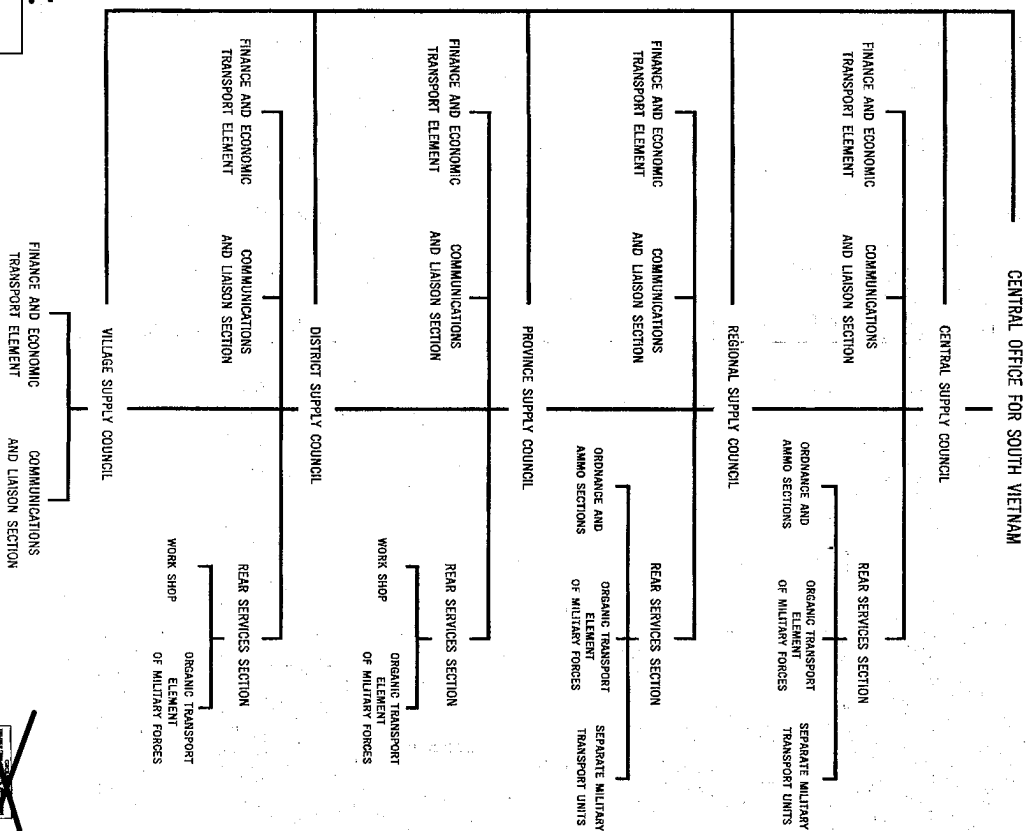 CENTRAL OFFICE FOR SOUTH VIETNAM
CENTRAL SUPPLY COUNCIL
FINANCE AND ECONOMIC
TRANSPORT ELEMENT
COMMUNICATIONS
AND LIAISON SECTION
REAR SERVICES SECTION
ORDNANCE AND
AMMO SECTIONS
ORGANIC TRANSPORT
ELEMENT
OF MILITARY FORCES
SEPARATE MILITARY
TRANSPORT UNITS
REGIONAL SUPPLY COUNCIL
FINANCE AND ECONOMIC
TRANSPORT ELEMENT
COMMUNICATIONS
AND LIAISON SECTION
REAR SERVICES SECTION
ORDNANCE AND
AMMO SECTIONS
ORGANIC TRANSPORT
ELEMENT
OF MILITARY FORCES
SEPARATE MILITARY
TRANSPORT UNITS
PROVINCE SUPPLY COUNCIL
FINANCE AND ECONOMIC
TRANSPORT ELEMENT
COMMUNICATIONS
AND LIAISON SECTION
REAR SERVICES SECTION
WORK SHOP
ORGANIC TRANSPORT
ELEMENT
OF MILITARY FORCES
DISTRICT SUPPLY COUNCIL
FINANCE AND ECONOMIC
TRANSPORT ELEMENT
COMMUNICATIONS
AND LIAISON SECTION
REAR SERVICES SECTION
WORK SHOP
ORGANIC TRANSPORT
ELEMENT
OF MILITARY FORCES
VILLAGE SUPPLY COUNCIL
FINANCE AND ECONOMIC
TRANSPORT ELEMENT
COMMUNICATIONS
AND LIAISON SECTION